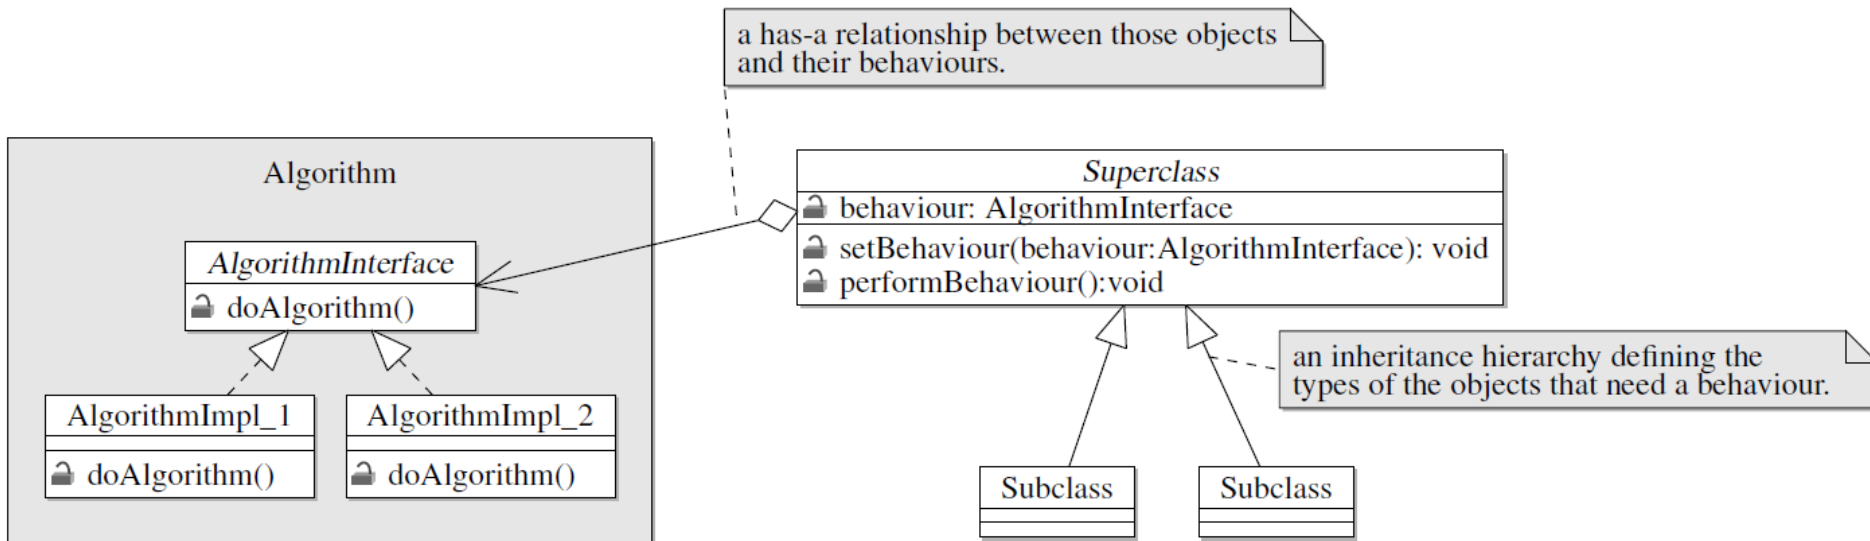 a has-a relationship between those objects
and their behaviours.
Algorithm
AlgorithmInterface
doAlgorithm()
AlgorithmImpl_1
doAlgorithm()
AlgorithmImpl_2
doAlgorithm()
Superclass
behaviour: AlgorithmInterface
setBehaviour(behaviour:AlgorithmInterface): void
performBehaviour():void
an inheritance hierarchy defining the
types of the objects that need a behaviour.
Subclass
Subclass